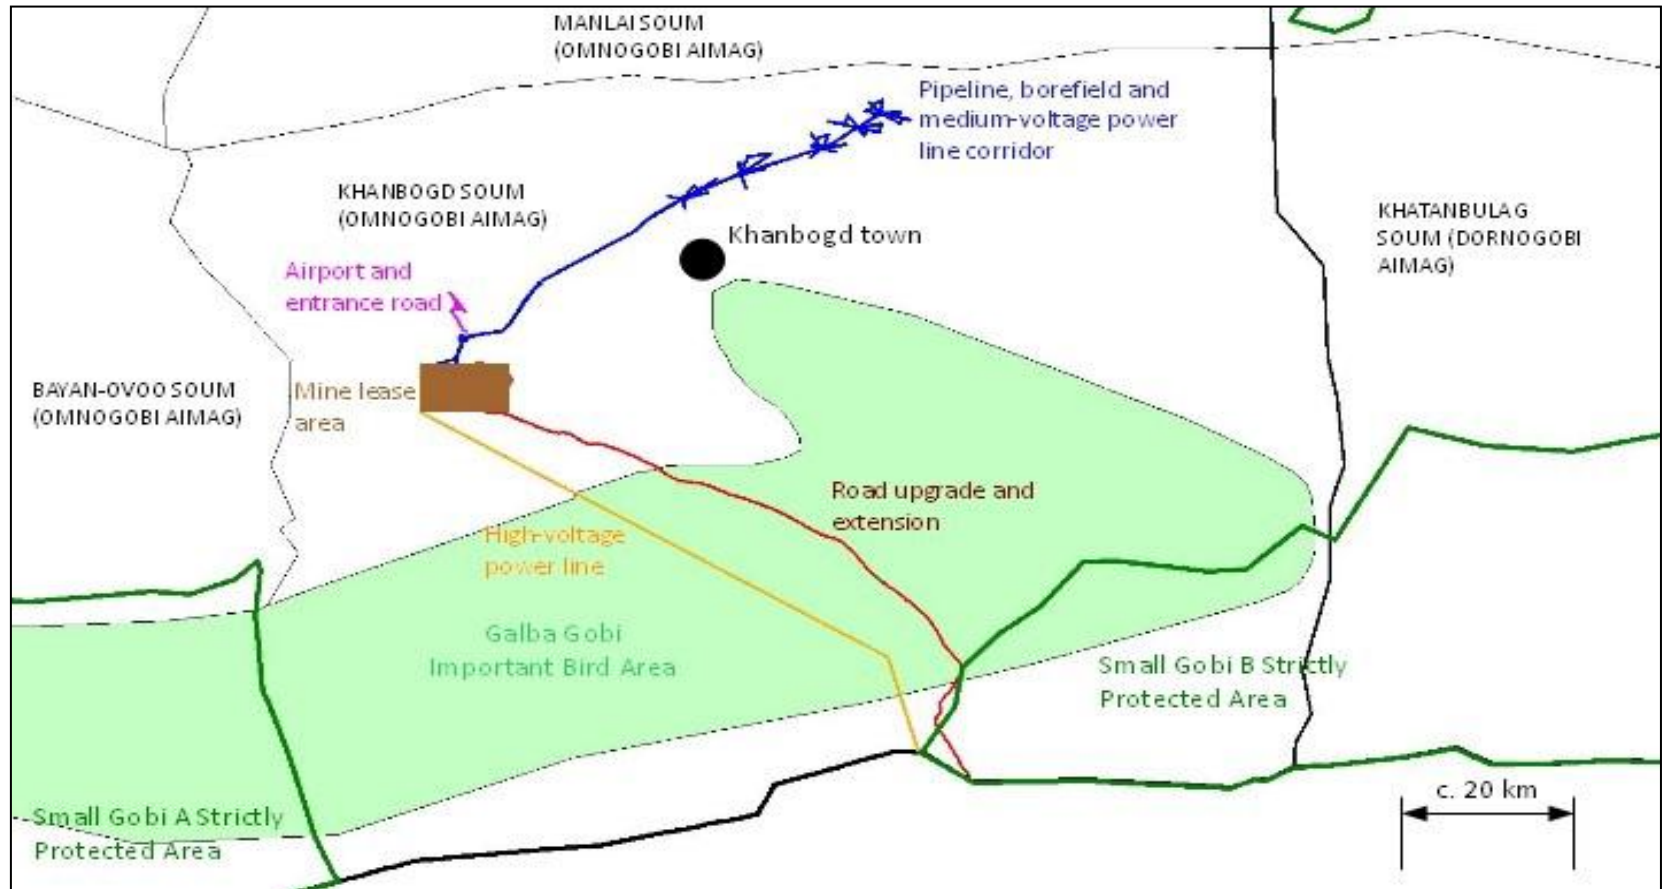 MANLAI SOUM
(OMNOGOBI AIMAG)
Pipeline, borefield and
medium-voltage power
line corridor
KHANBOGD SOUM
(OMNOGOBI AIMAG)
KHATANBULAG
SOUM (DORNOGOBI
AIMAG)
Khanbogd town
Airport and
entrance road
BAYAN-OVOO SOUM
(OMNOGOBI AIMAG)
Mine lease
area
Road upgrade and
extension
High-voltage
power line
Galba Gobi
Important Bird Area
Small Gobi B Strictly
Protected Area
c. 20 km
Small Gobi A Strictly
Protected Area